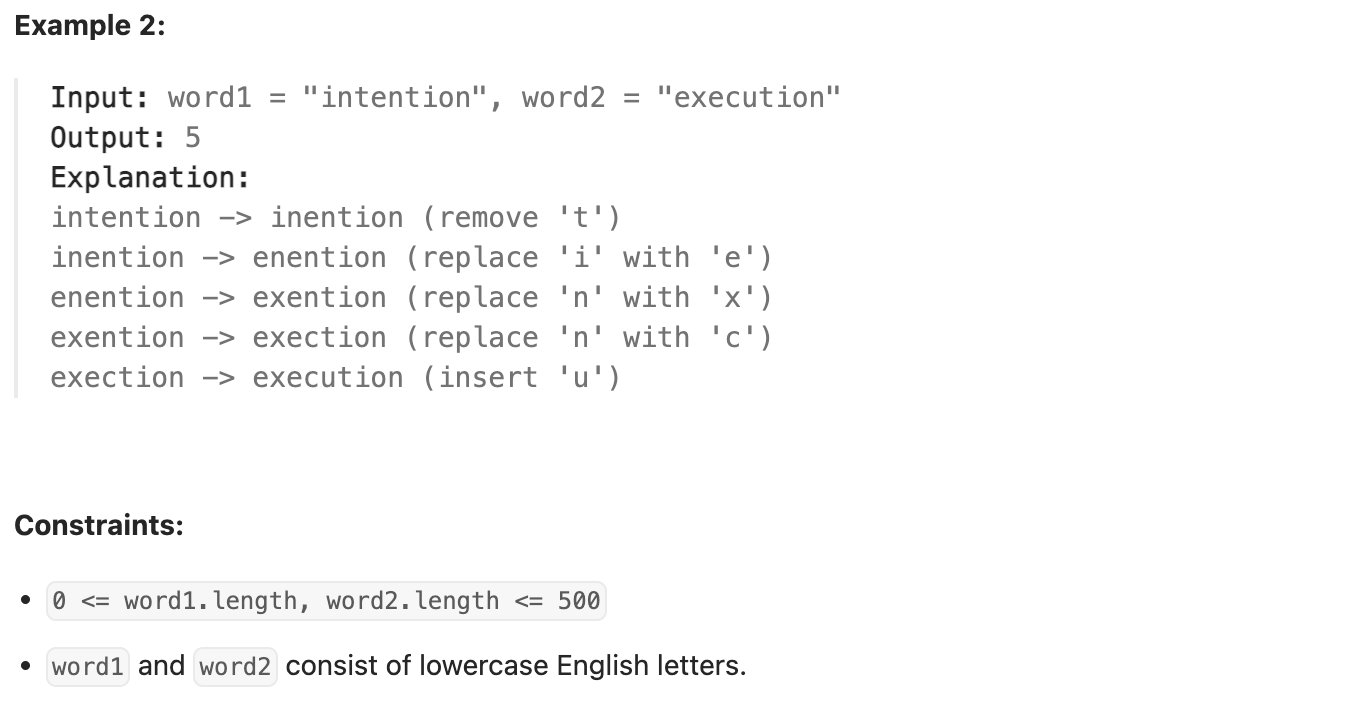 Example 2:
Input: word1 = "intention", word2 = "execution"
Output: 5
Explanation:
intention -> inention (remove 't')
inention -> enention (replace 'i' with 'e')
enention -> exention (replace 'n' with 'x')
exention -> exection (replace 'n' with 'c')
exection -> execution (insert 'u')
Constraints:
• 0 <= word1.length, word2.length <= 500
• word1 and word2 consist of lowercase English letters.